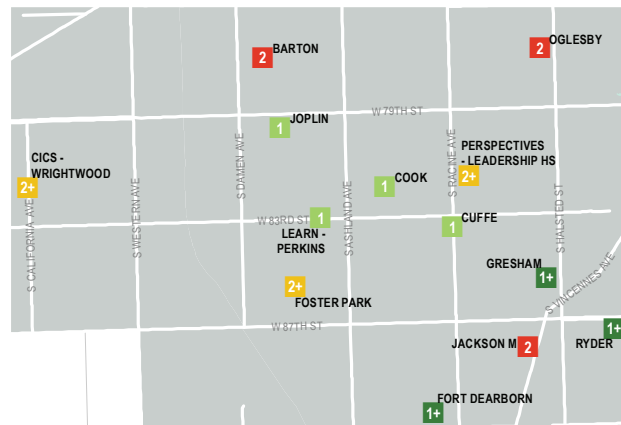 2
BARTON
2
OGLESBY
W 79TH ST
1
JOPLIN
S DAMEN AVE
S RACINE AVE
PERSPECTIVES
- LEADERSHIP HS
2+
CICS -
WRIGHTWOOD
2+
1
COOK
S CALIFORNIA AVE
S WESTERN AVE
S ASHLAND AVE
S HALSTED ST
W 83RD ST
1
LEARN -
PERKINS
1
CUFFE
GRESHAM
1+
S VINCENNES AVE
2+
FOSTER PARK
W 87TH ST
JACKSON M
2
RYDER
1+
FORT DEARBORN
1+